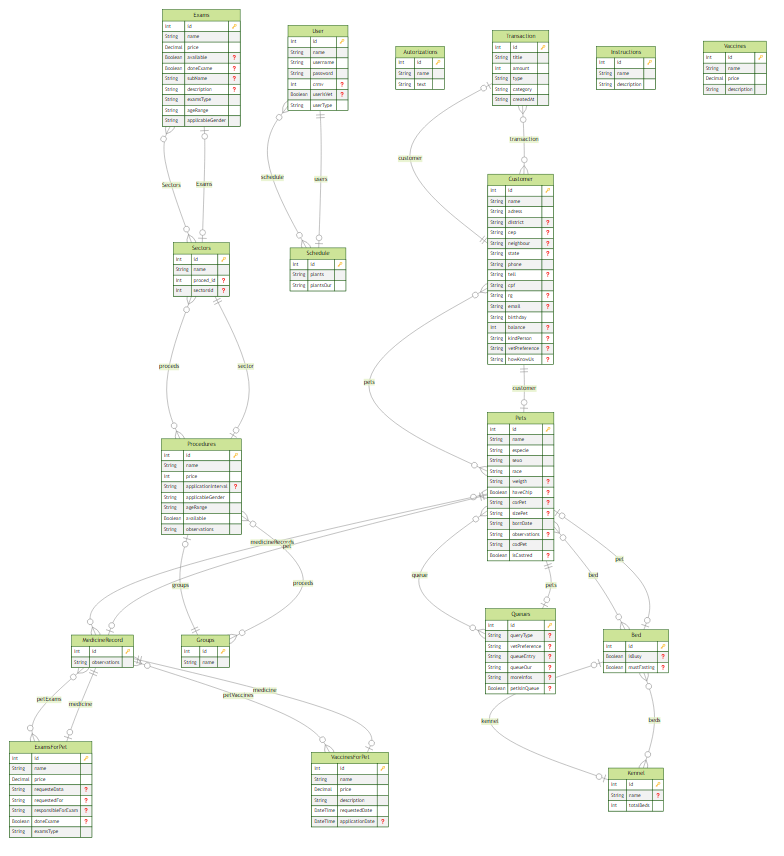 Exams
Int id
String name
Decimal price
Boolean available ?
Boolean doneExame ?
String subName ?
String description ?
String examsType
String ageRange
String applicableGender
User
Int id
String name
String username
String password
Int crmv ?
Boolean userIsVet ?
String userType
Autorizations
Int id
String name
String text
Transaction
Int id
String title
Int amount
String type
String category
String createdAt
Instructions
Int id
String name
String description
Vaccines
Int id
String name
Decimal price
String description
customer
transaction
Sectors
Exams
schedule
users
Customer
Int id
String name
String adress
String district ?
String cep ?
String neighbour ?
String state ?
String phone
String tell ?
String cpf
String rg ?
String email ?
String birthday
Int balance ?
String kindPerson ?
String vetPreference ?
String howKnowUs ?
Sectors
Int id
String name
Int proced_id ?
Int sectorsId ?
Schedule
Int id
String plants
String plantsDur
proceds
sector
pets
customer
Procedures
Int id
String name
Int price
String applicationInterval ?
String applicableGender
String ageRange
Boolean available
String observations
Pets
Int id
String name
String especie
String sexo
String race
String weigth ?
Boolean haveChip ?
String corPet ?
String sizePet ?
String bornDate
String observations ?
String codPet
Boolean isCastred ?
medicineRecords
pet
groups
proceds
queue
pets
bed
pet
MedicineRecord
Int id
String observations
Groups
Int id
String name
Queues
Int id
String queryType ?
String vetPreference ?
String queueEntry ?
String queueOur ?
String moreInfos ?
Boolean petIsInQueue ?
Bed
Int id
Boolean isBusy ?
Boolean mustFasting ?
petExams
medicine
petVaccines
medicine
kennel
beds
ExamsForPet
Int id
String name
Decimal price
String requesteData ?
String requestedFor ?
String responsibleForExam ?
Boolean doneExame ?
String examsType
VaccinesForPet
Int id
String name
Decimal price
String description
DateTime requestedDate
DateTime applicationDate ?
Kennel
Int id
String name ?
Int totalBeds